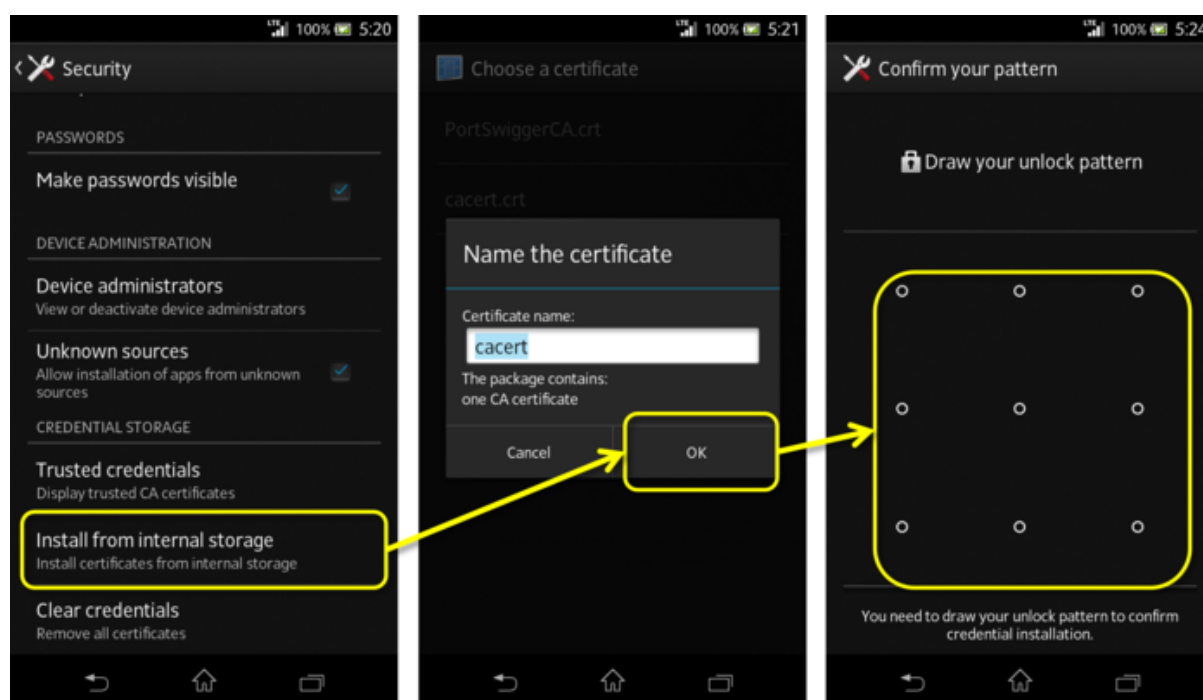 LTE 100% 5:20
Security
PASSWORDS
Make passwords visible
DEVICE ADMINISTRATION
Device administrators
View or deactivate device administrators
Unknown sources
Allow installation of apps from unknown
sources
CREDENTIAL STORAGE
Trusted credentials
Display trusted CA certificates
Install from internal storage
Install certificates from internal storage
Clear credentials
Remove all certificates
LTE 100% 5:21
Choose a certificate
PortSwiggerCA.crt
cacert.crt
Name the certificate
Certificate name:
cacert
The package contains:
one CA certificate
Cancel OK
LTE 100% 5:24
Confirm your pattern
Draw your unlock pattern
You need to draw your unlock pattern to confirm
credential installation.